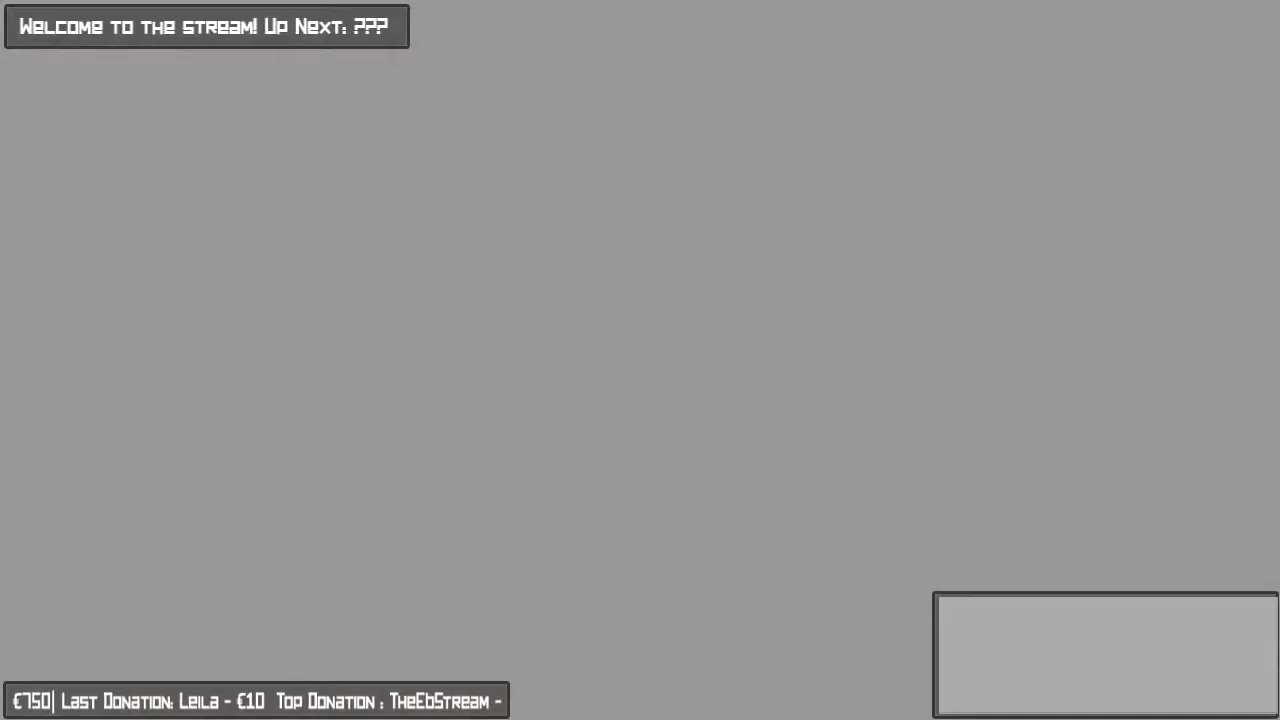 Welcome to the stream! Up Next: ???
€750| Last Donation: Leila - €10  Top Donation : TheEbStream -